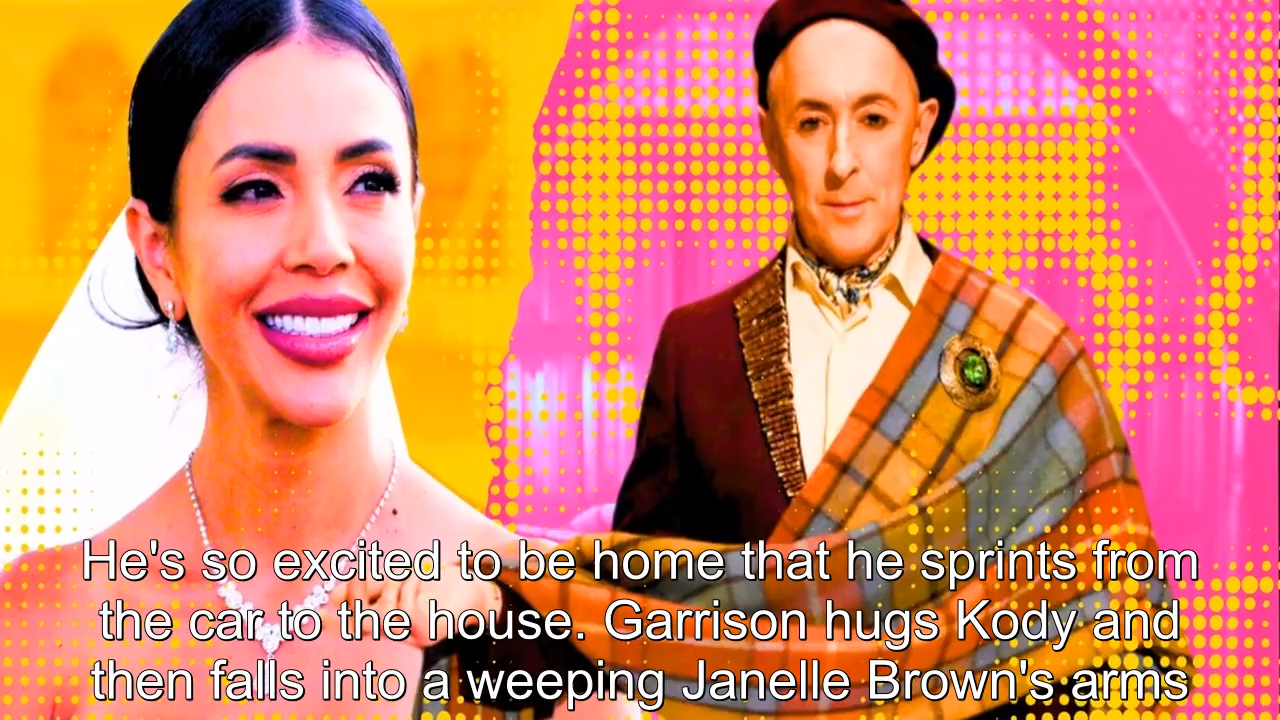 He's so excited to be home that he sprints from
the car to the house. Garrison hugs Kody and
then falls into a weeping Janelle Brown's arms